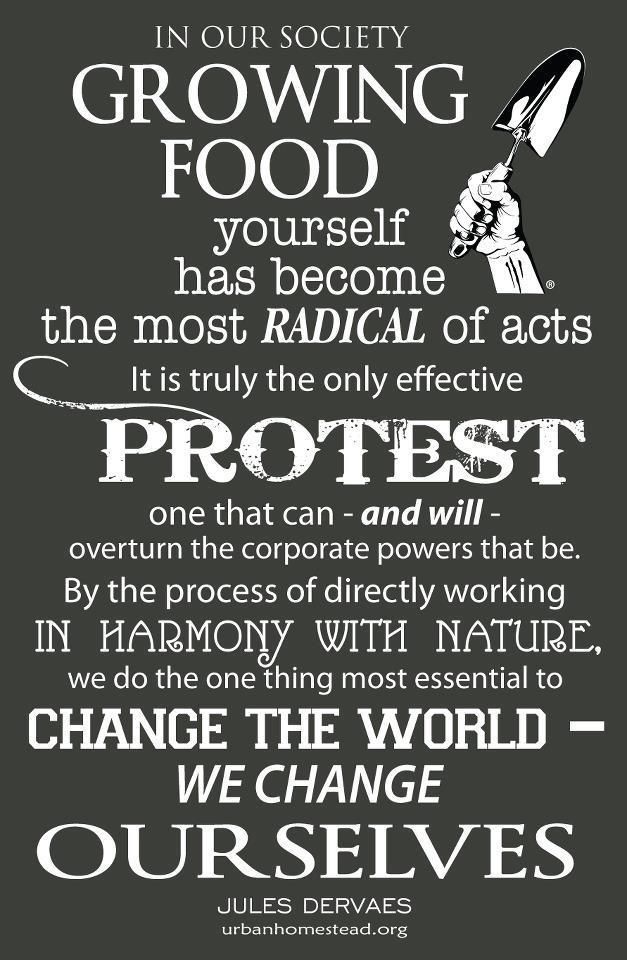 IN OUR SOCIETY
GROWING
FOOD
yourself
has become
®
the most RADICAL of acts
It is truly the only effective
PROTEST
one that can - and will -
overturn the corporate powers that be.
By the process of directly working
IN HARMONY WITH NATURE,
we do the one thing most essential to
CHANGE THE WORLD –
WE CHANGE
OURSELVES
JULES DERVAES
urbanhomestead.org